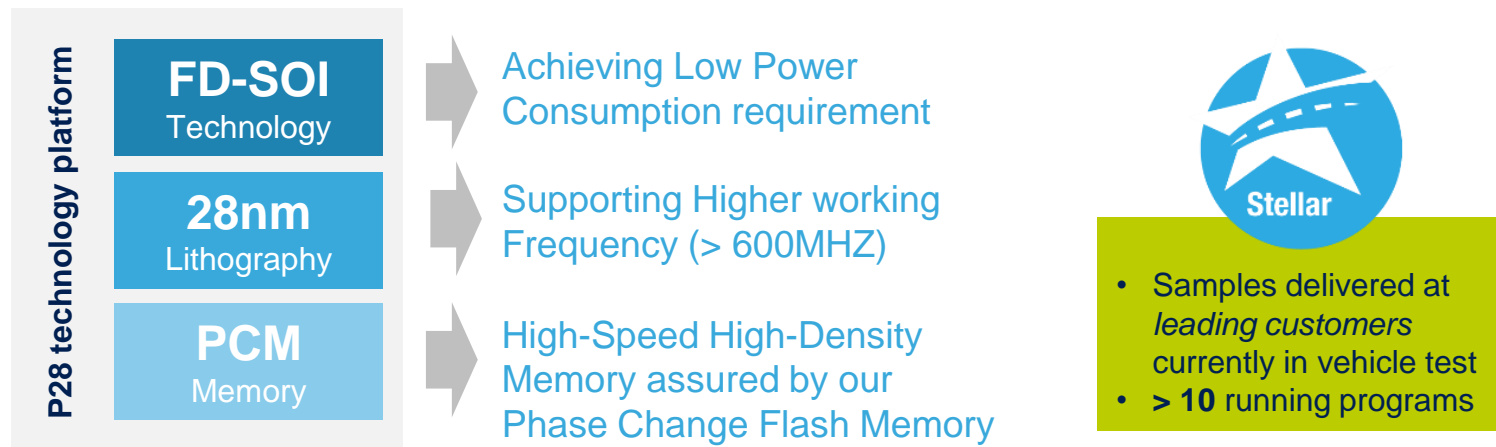 P28 technology platform
FD-SOI
Technology
Achieving Low Power
Consumption requirement
28nm
Lithography
Supporting Higher working
Frequency (> 600MHZ)
PCM
Memory
High-Speed High-Density
Memory assured by our
Phase Change Flash Memory
Stellar
• Samples delivered at
leading customers
currently in vehicle test
• > 10 running programs